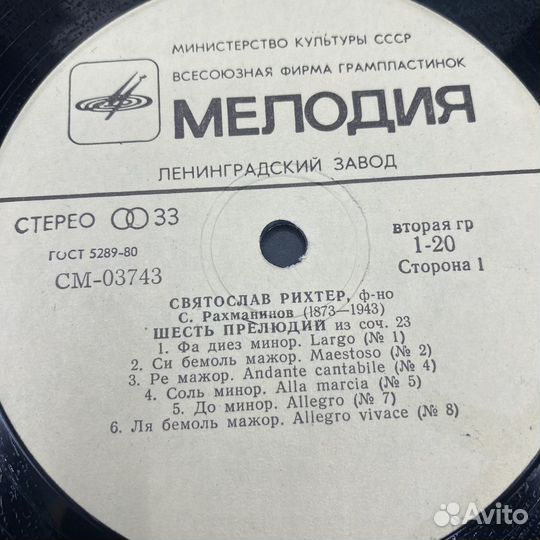 МИНИСТЕРСТВО КУЛЬТУРЫ СССР
ВСЕСОЮЗНАЯ ФИРМА ГРАМПЛАСТИНОК
МЕЛОДИЯ
ЛЕНИНГРАДСКИЙ ЗАВОД
СТЕРЕО 33
ГОСТ 5289-80
СМ-03743
вторая гр
1-20
Сторона 1
СВЯТОСЛАВ РИХТЕР, ф-но
С. Рахманинов (1873—1943)
ШЕСТЬ ПРЕЛЮДИЙ из соч. 23
1. Фа диез минор. Largo (№ 1)
2. Си бемоль мажор. Maestoso (№ 2)
3. Ре мажор. Andante cantabile (№ 4)
4. Соль минор. Alla marcia (№ 5)
5. До минор. Allegro (№ 7)
6. Ля бемоль мажор. Allegro vivace (№ 8)
Avito